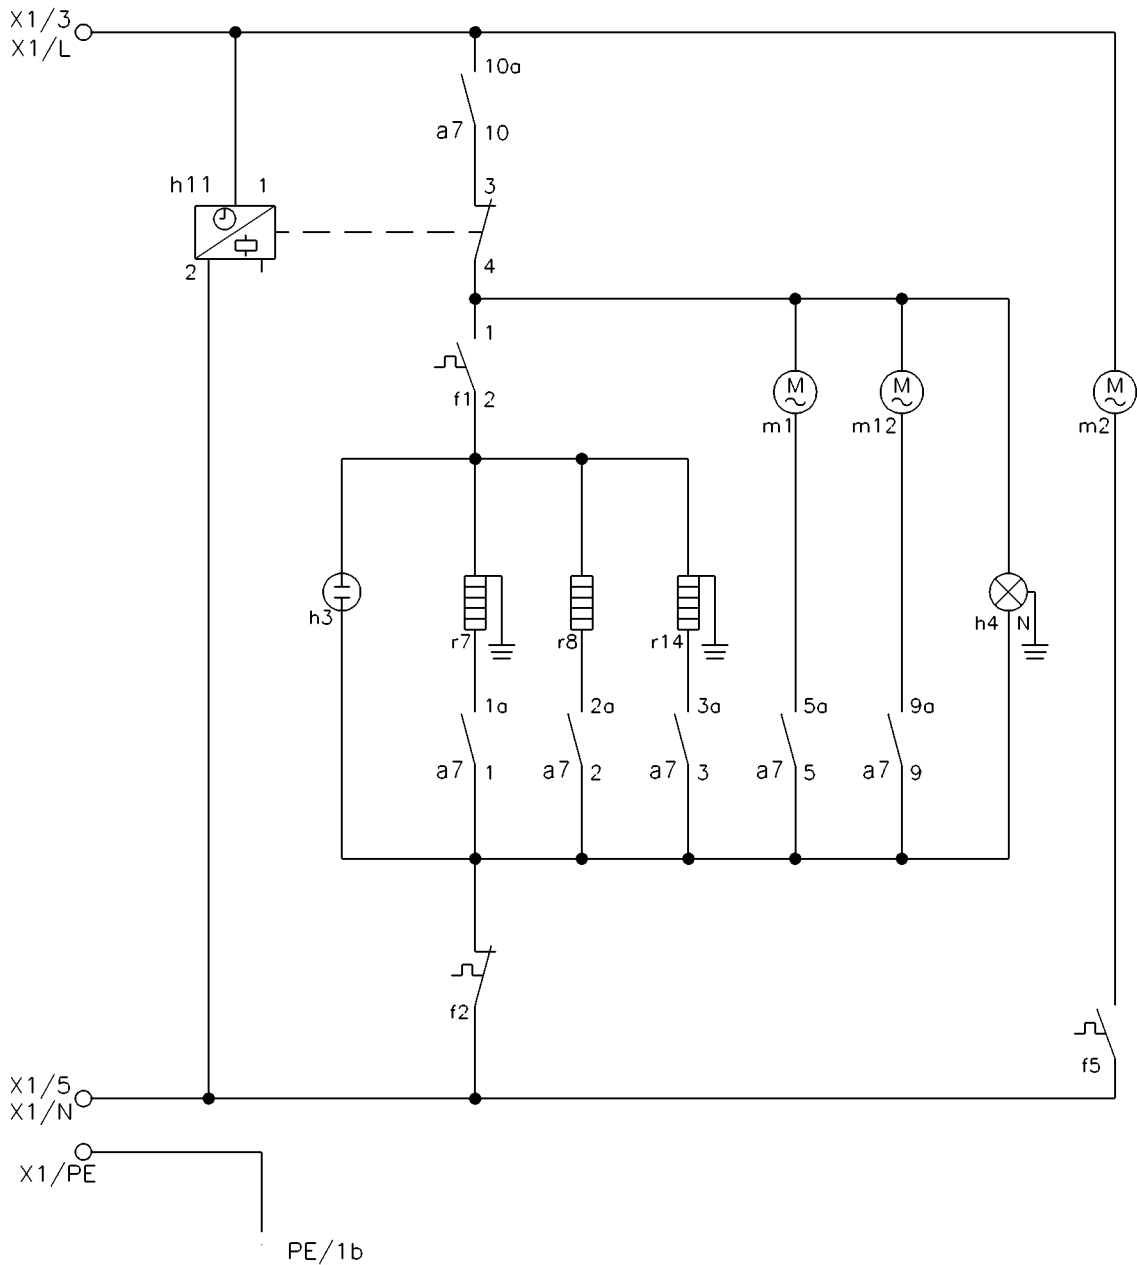 X1/3
X1/L
10a
a7 10
h11 1
3
2
4
1
f1 2
M
M
M
m1
m12
m2
h3
r7
r8
r14
h4 N
1a
2a
3a
5a
9a
a7 1
a7 2
a7 3
a7 5
a7 9
f2
f5
X1/5
X1/N
X1/PE
PE/1b